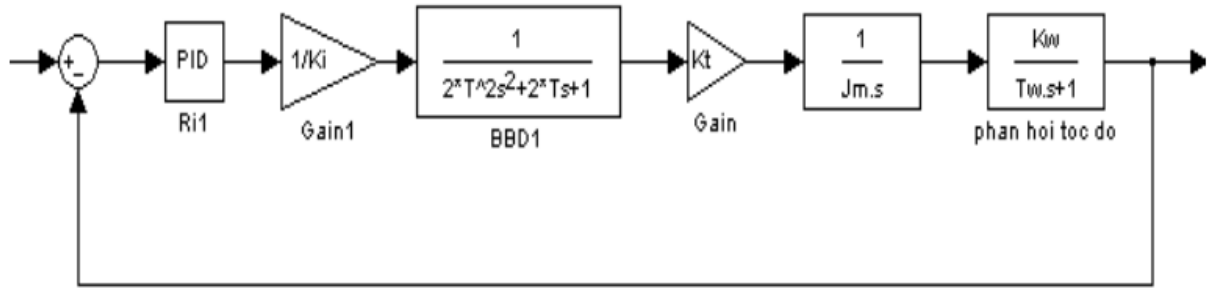 +
−
PID
Ri1
1/Ki
Gain1
1
2*T^2s²+2*Ts+1
BBD1
Kt
Gain
1
Jm.s
Kw
Tw.s+1
phan hoi toc do